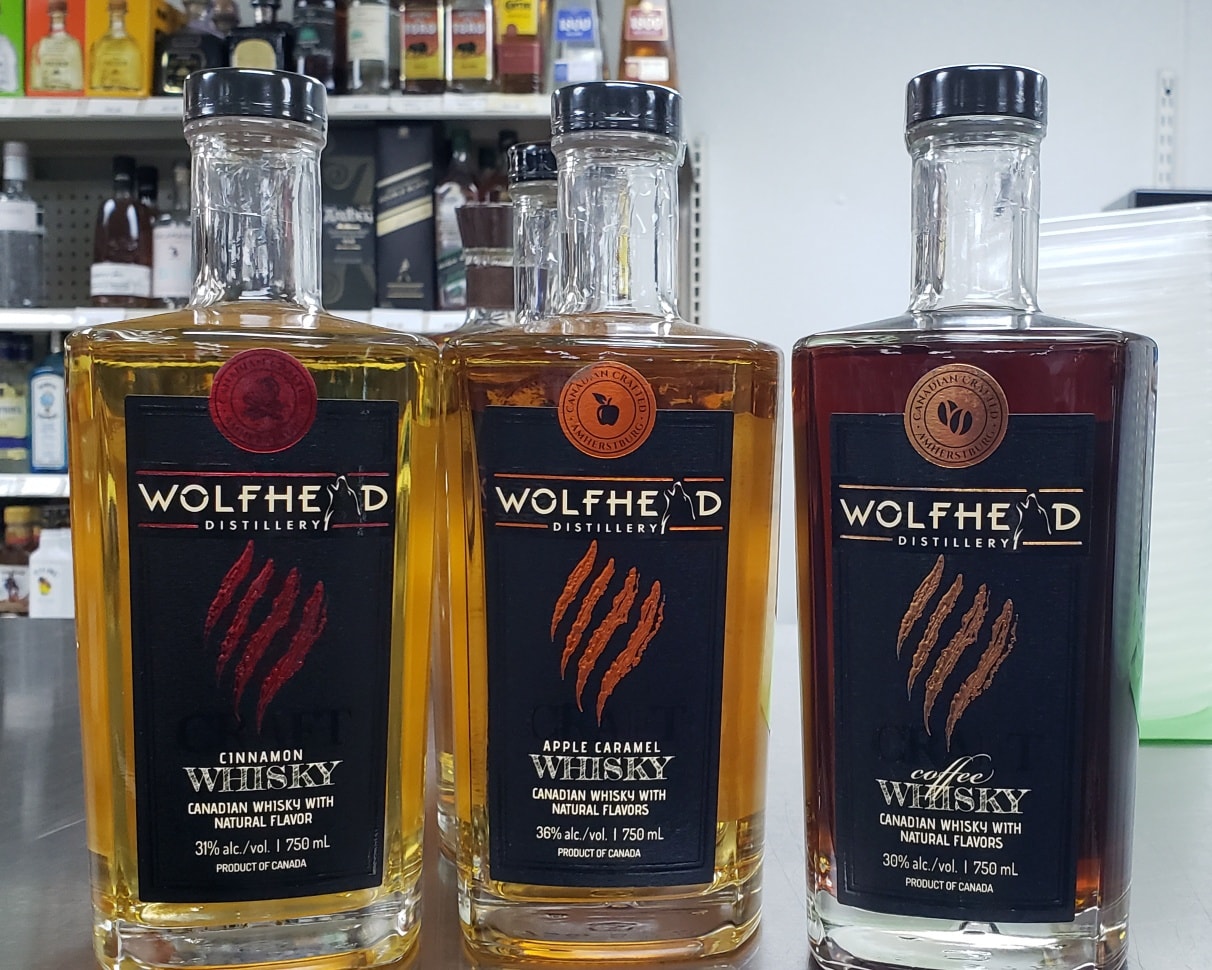 WOLFHEAD
DISTILLERY
CRAFT
CINNAMON
WHISKY
CANADIAN WHISKY WITH
NATURAL FLAVOR
31% alc./vol. | 750 mL
PRODUCT OF CANADA
CANADIAN CRAFTED
AMHERSTBURG
WOLFHEAD
DISTILLERY
CRAFT
APPLE CARAMEL
WHISKY
CANADIAN WHISKY WITH
NATURAL FLAVORS
36% alc./vol. | 750 mL
PRODUCT OF CANADA
CANADIAN CRAFTED
AMHERSTBURG
WOLFHEAD
DISTILLERY
CRAFT
coffee
WHISKY
CANADIAN WHISKY WITH
NATURAL FLAVORS
30% alc./vol. | 750 mL
PRODUCT OF CANADA